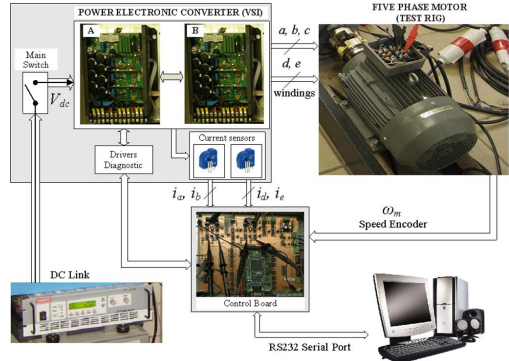 POWER ELECTRONIC CONVERTER (VSI)
FIVE PHASE MOTOR
(TEST RIG)
Main
Switch
A
B
a, b, c
d, e
windings
Vdc
Drivers
Diagnostic
Current sensors
ia, ib
id, ie
ωm
Speed Encoder
DC Link
Control Board
RS232 Serial Port